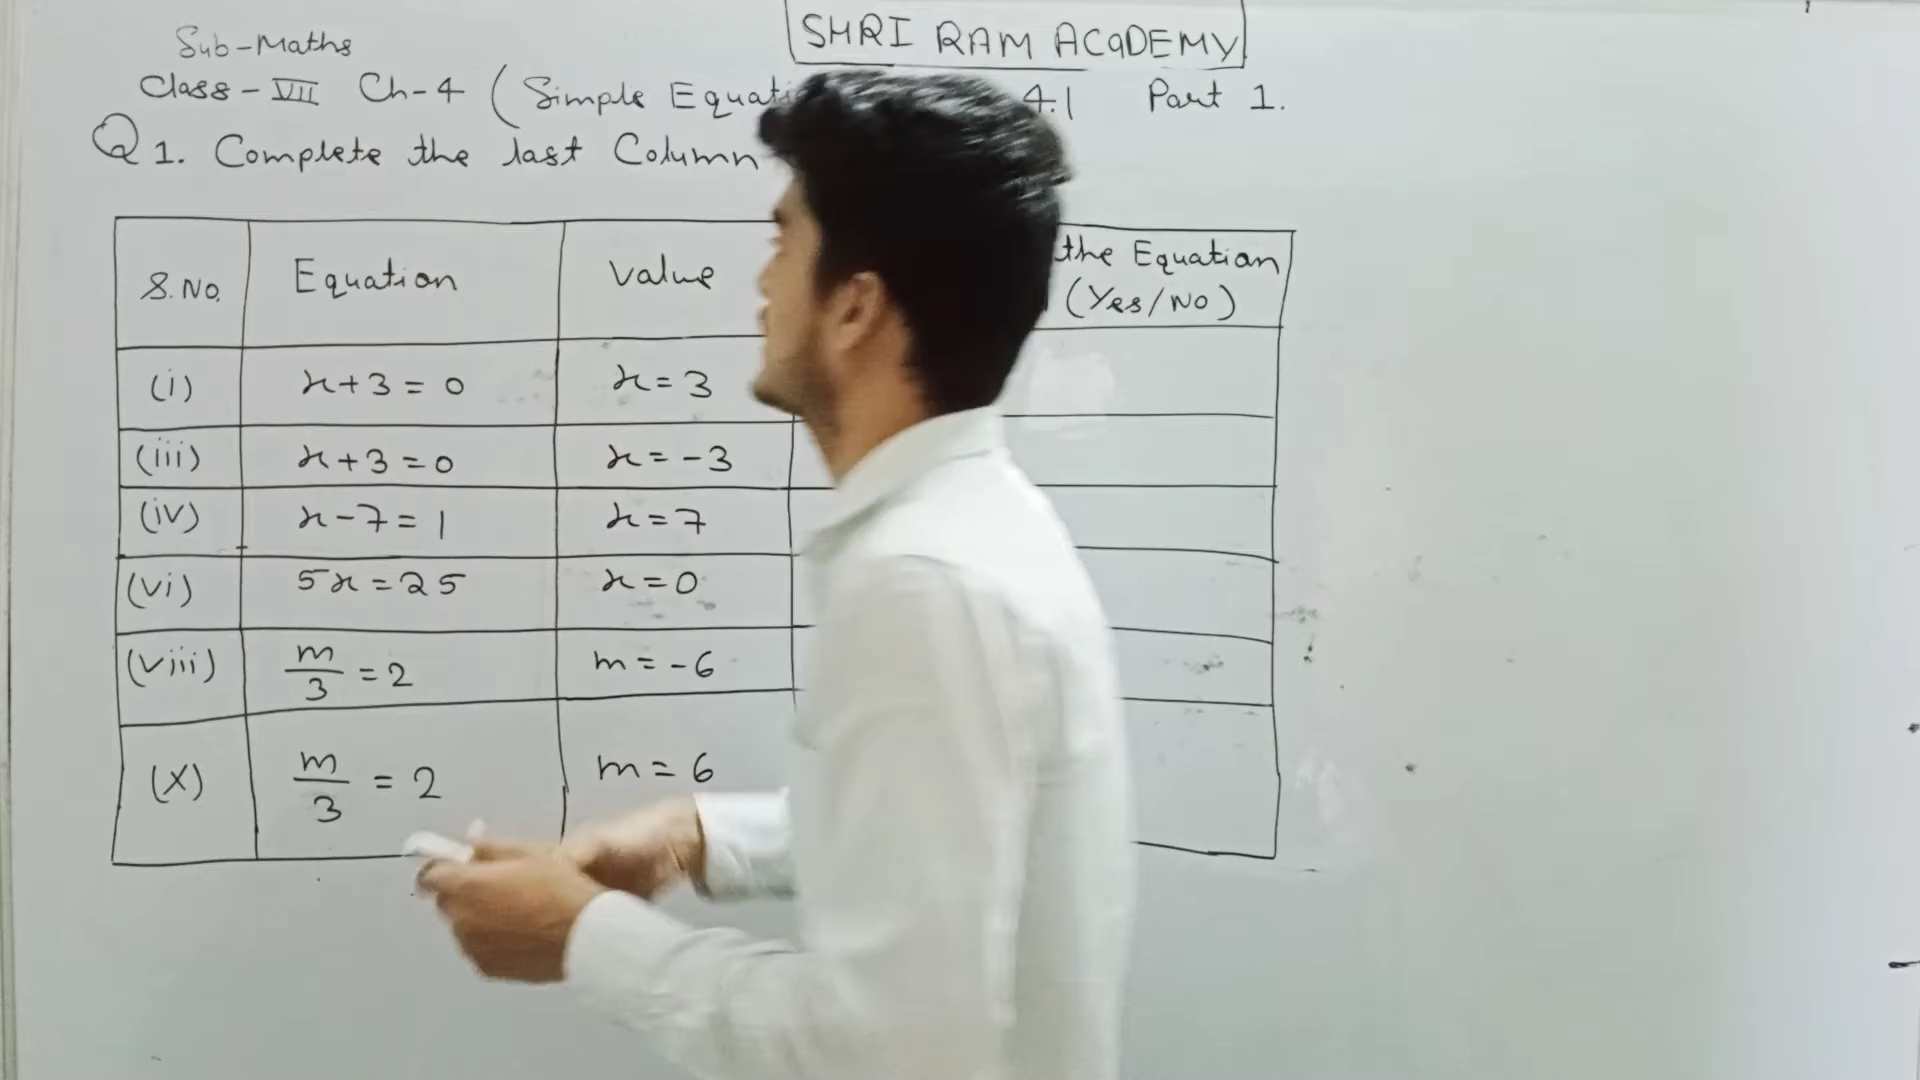 SHRI RAM ACADEMY
Sub-Maths
Class-VII Ch-4 (Simple 4.1 Part 1.
Q1. Complete the last Column
S.No. Equation Value the Equation
(Yes/No)
(i) x+3=0 x=3
(iii) x+3=0 x=-3
(iv) x-7=1 x=7
(vi) 5x=25 x=0
(viii) m/3=2 m=-6
(X) m/3=2 m=6